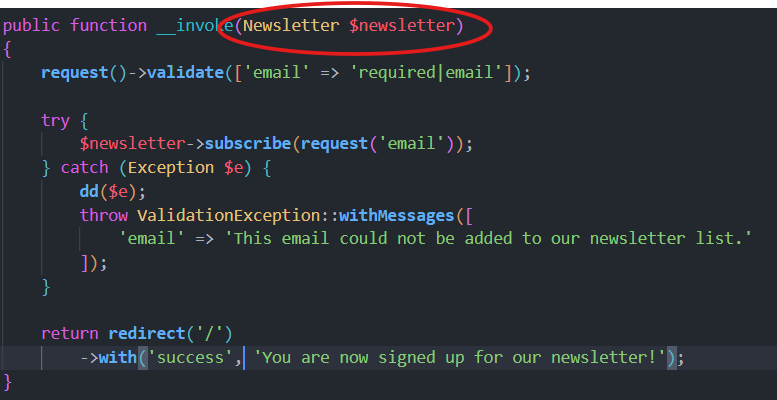 public function __invoke(Newsletter $newsletter)
{
    request()->validate(['email' => 'required|email']);
    try {
        $newsletter->subscribe(request('email'));
    } catch (Exception $e) {
        dd($e);
        throw ValidationException::withMessages([
            'email' => 'This email could not be added to our newsletter list.'
        ]);
    }
    return redirect('/')
        ->with('success', 'You are now signed up for our newsletter!');
}